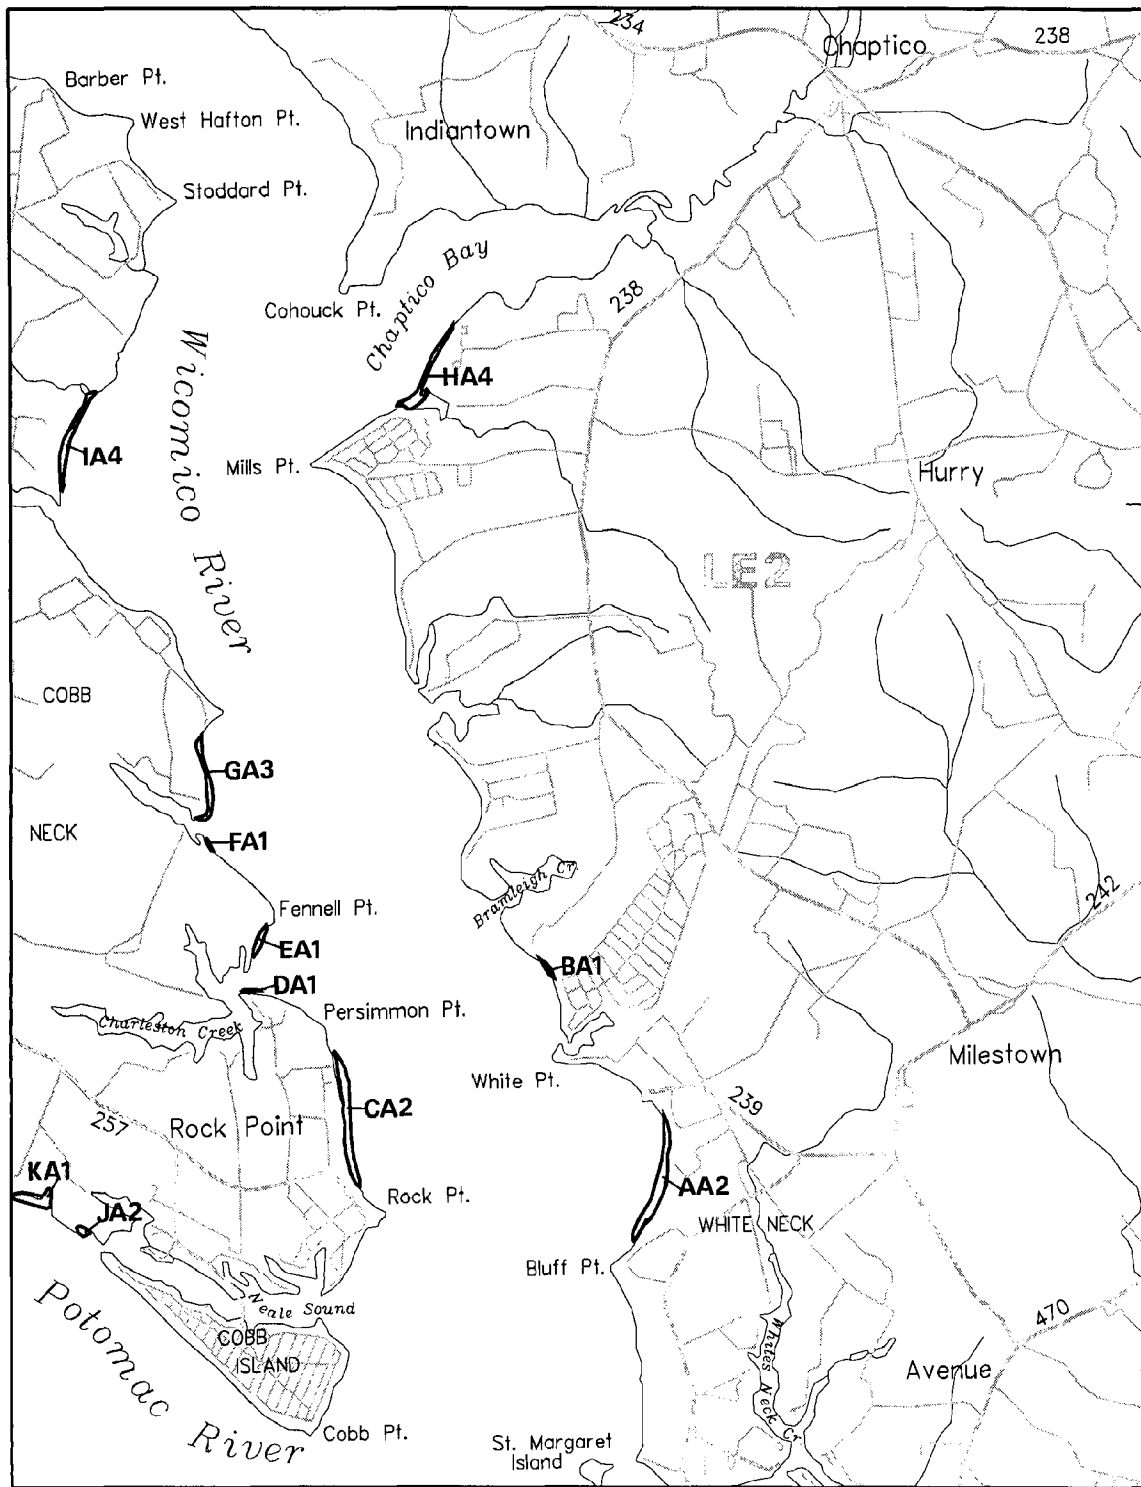 234
Chaptico
238
Barber Pt.
West Hafton Pt.
Indiantown
Stoddard Pt.
Chaptico Bay
Cohouck Pt.
238
Wicomico River
HA4
IA4
Mills Pt.
Hurry
LE2
COBB
GA3
NECK
FA1
Bramleigh Cr.
242
Fennell Pt.
EA1
BA1
DA1
Persimmon Pt.
Charleston Creek
White Pt.
Milestown
CA2
239
257
Rock Point
KA1
AA2
Rock Pt.
JA2
WHITE NECK
Bluff Pt.
Neale Sound
Potomac River
COBB
ISLAND
470
Whites Neck Cr.
Avenue
Cobb Pt.
St. Margaret
Island